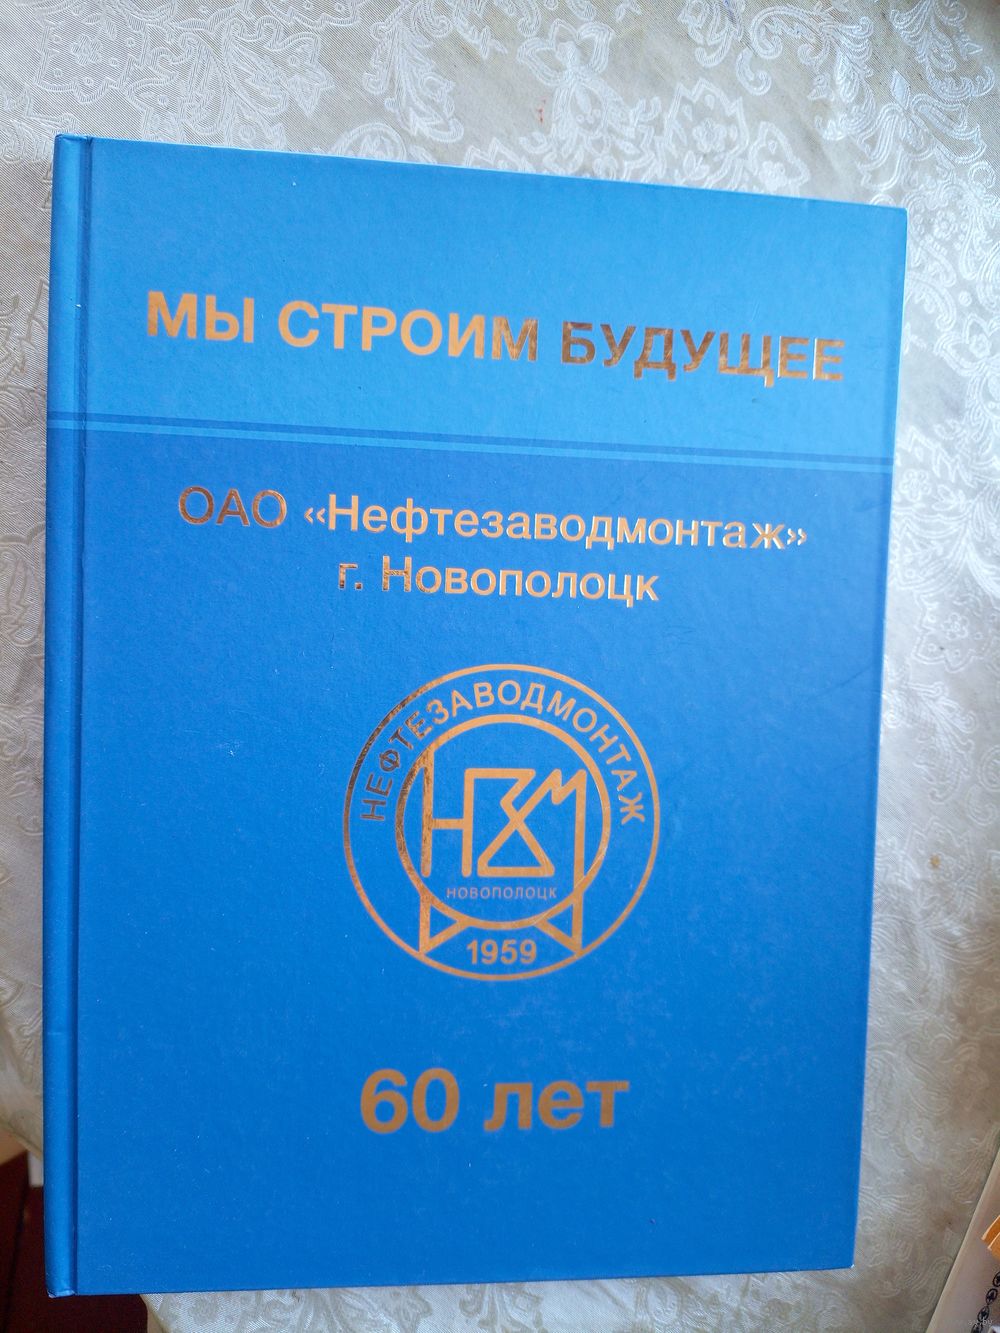 МЫ СТРОИМ БУДУЩЕЕ
ОАО «Нефтезаводмонтаж»
г. Новополоцк
НЕФТЕЗАВОДМОНТАЖ
НЗМ
НОВОПОЛОЦК
1959
60 лет